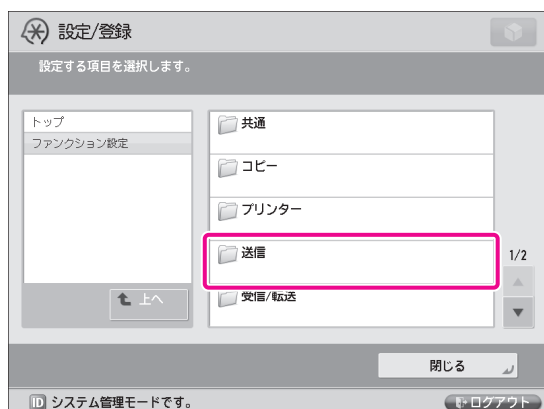 設定/登録
設定する項目を選択します。
トップ
ファンクション設定
共通
コピー
プリンター
送信
受信/転送
1/2
上へ
閉じる
ID システム管理モードです。
ログアウト